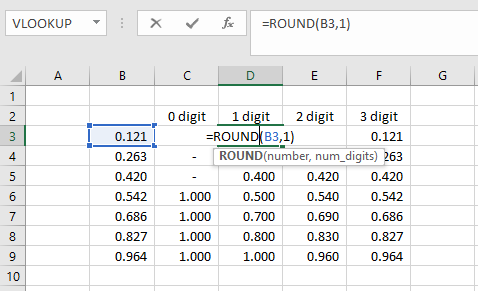 VLOOKUP =ROUND(B3,1)
A B C D E F G
1
2 0 digit 1 digit 2 digit 3 digit
3 0.121 =ROUND(B3,1) 0.121
ROUND(number, num_digits)
4 0.263 - 263
5 0.420 - 0.400 0.420 0.420
6 0.542 1.000 0.500 0.540 0.542
7 0.686 1.000 0.700 0.690 0.686
8 0.827 1.000 0.800 0.830 0.827
9 0.964 1.000 1.000 0.960 0.964
10